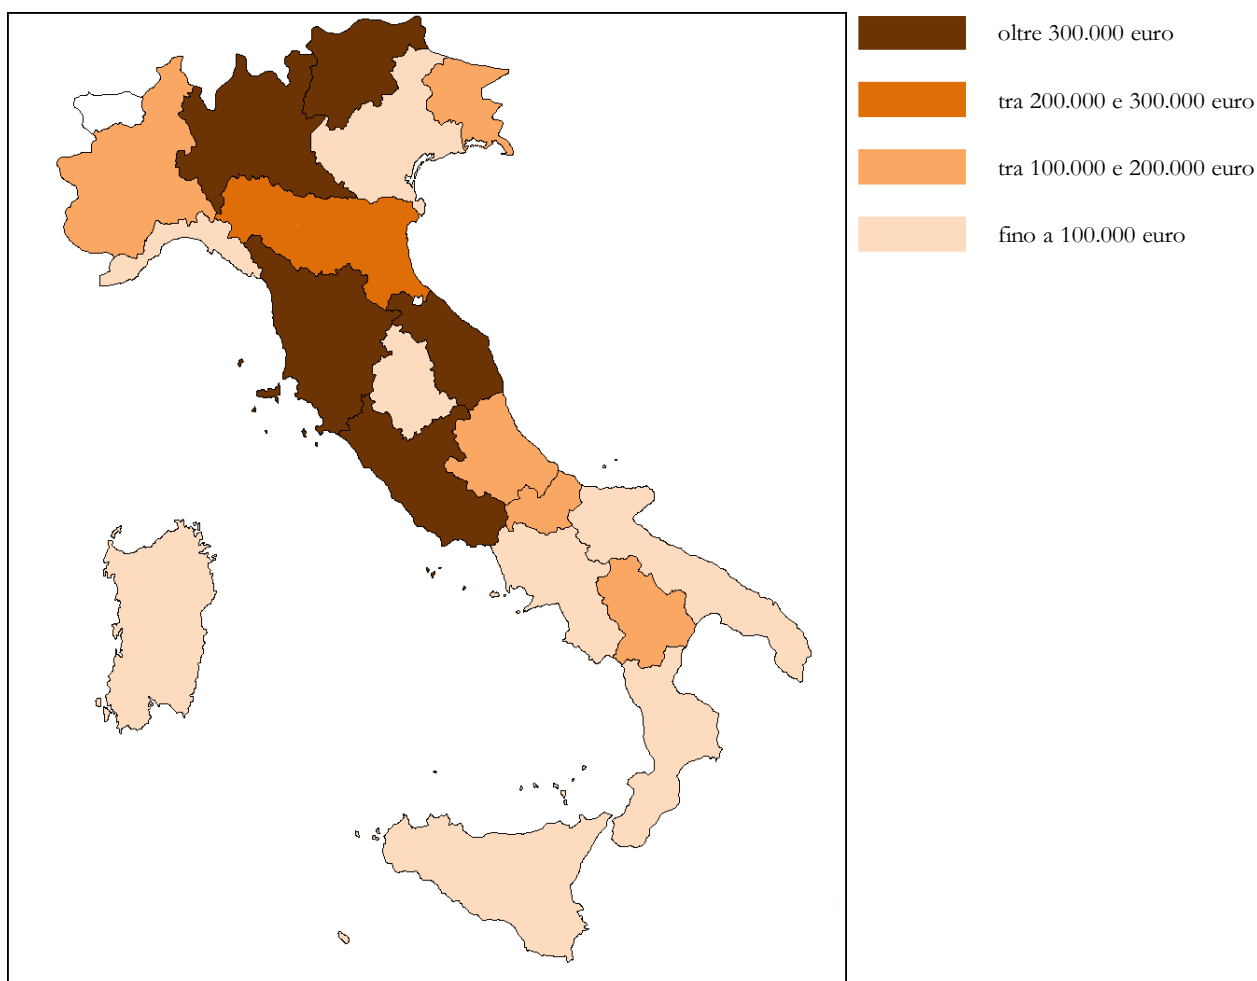 oltre 300.000 euro
tra 200.000 e 300.000 euro
tra 100.000 e 200.000 euro
fino a 100.000 euro